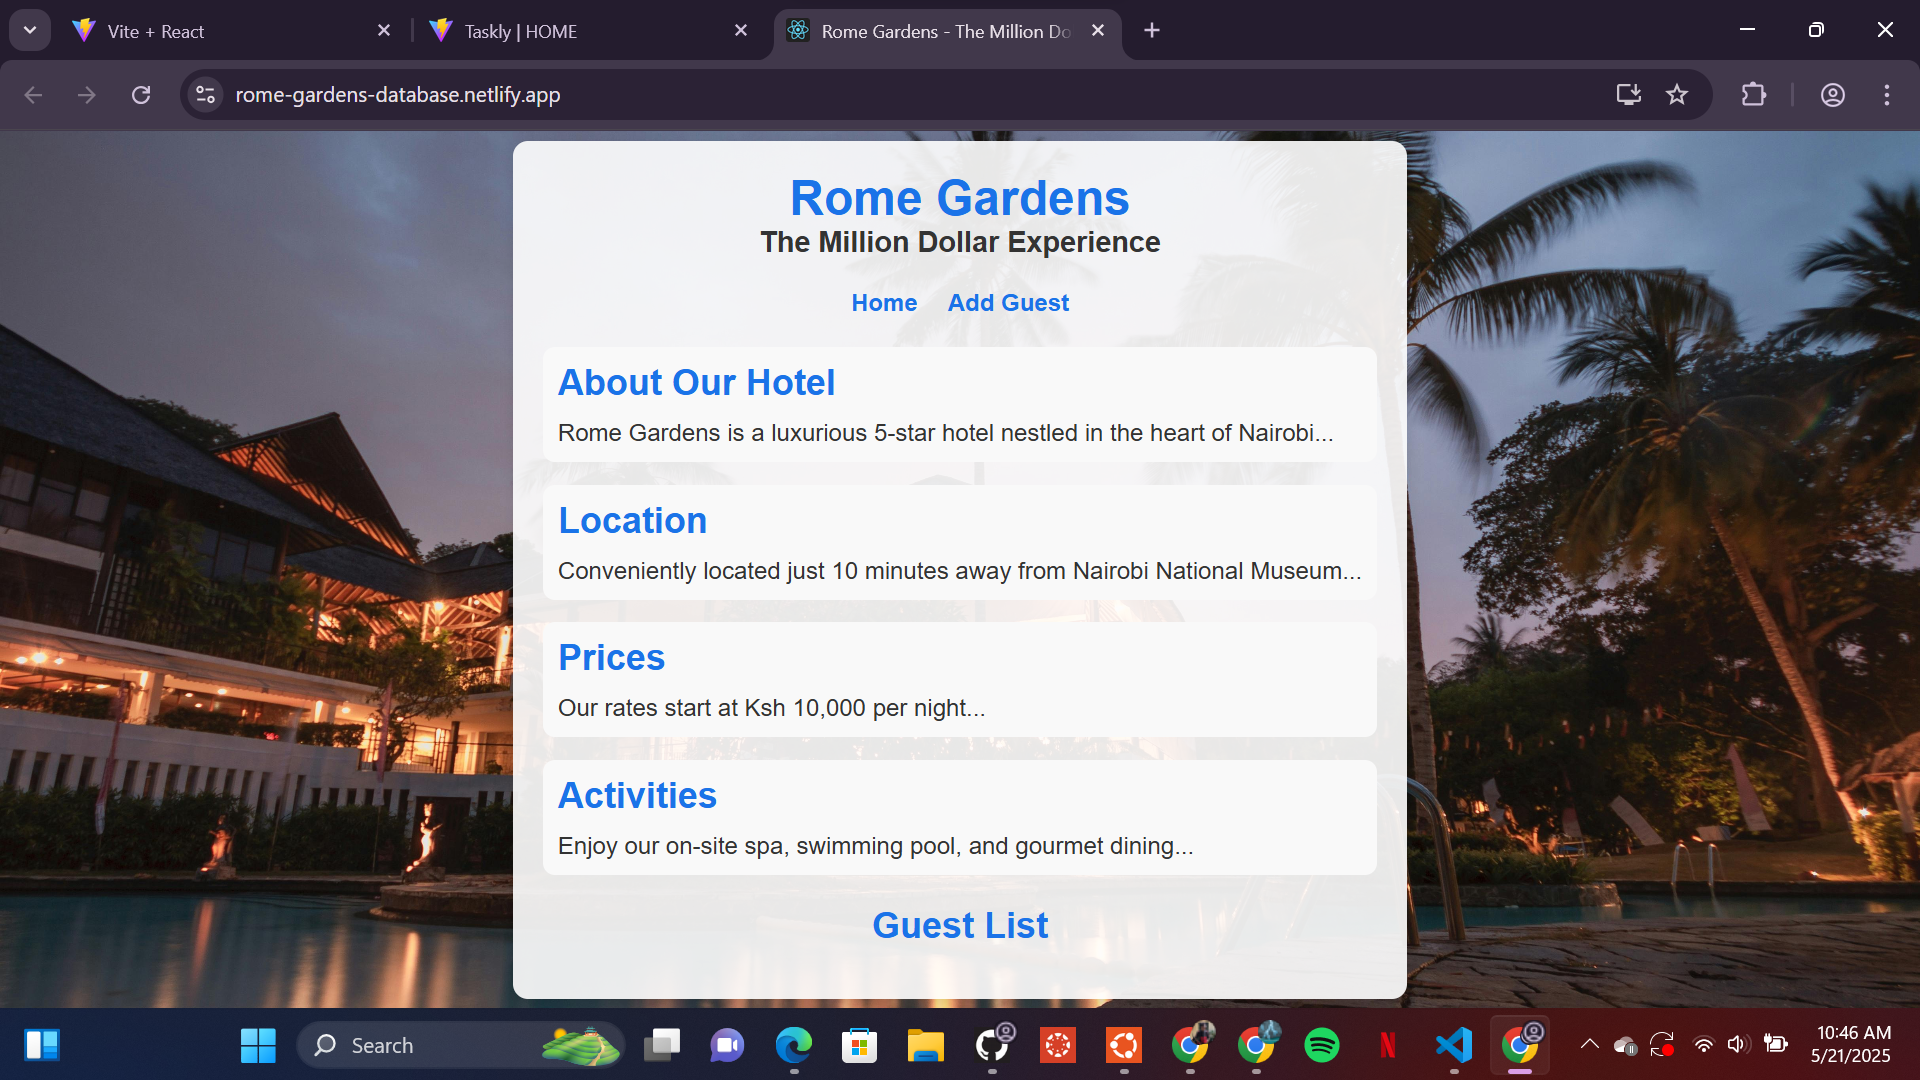 Vite + React
Taskly | HOME
Rome Gardens - The Million Do
rome-gardens-database.netlify.app
Rome Gardens
The Million Dollar Experience
Home Add Guest
About Our Hotel
Rome Gardens is a luxurious 5-star hotel nestled in the heart of Nairobi...
Location
Conveniently located just 10 minutes away from Nairobi National Museum...
Prices
Our rates start at Ksh 10,000 per night...
Activities
Enjoy our on-site spa, swimming pool, and gourmet dining...
Guest List
Search
10:46 AM
5/21/2025